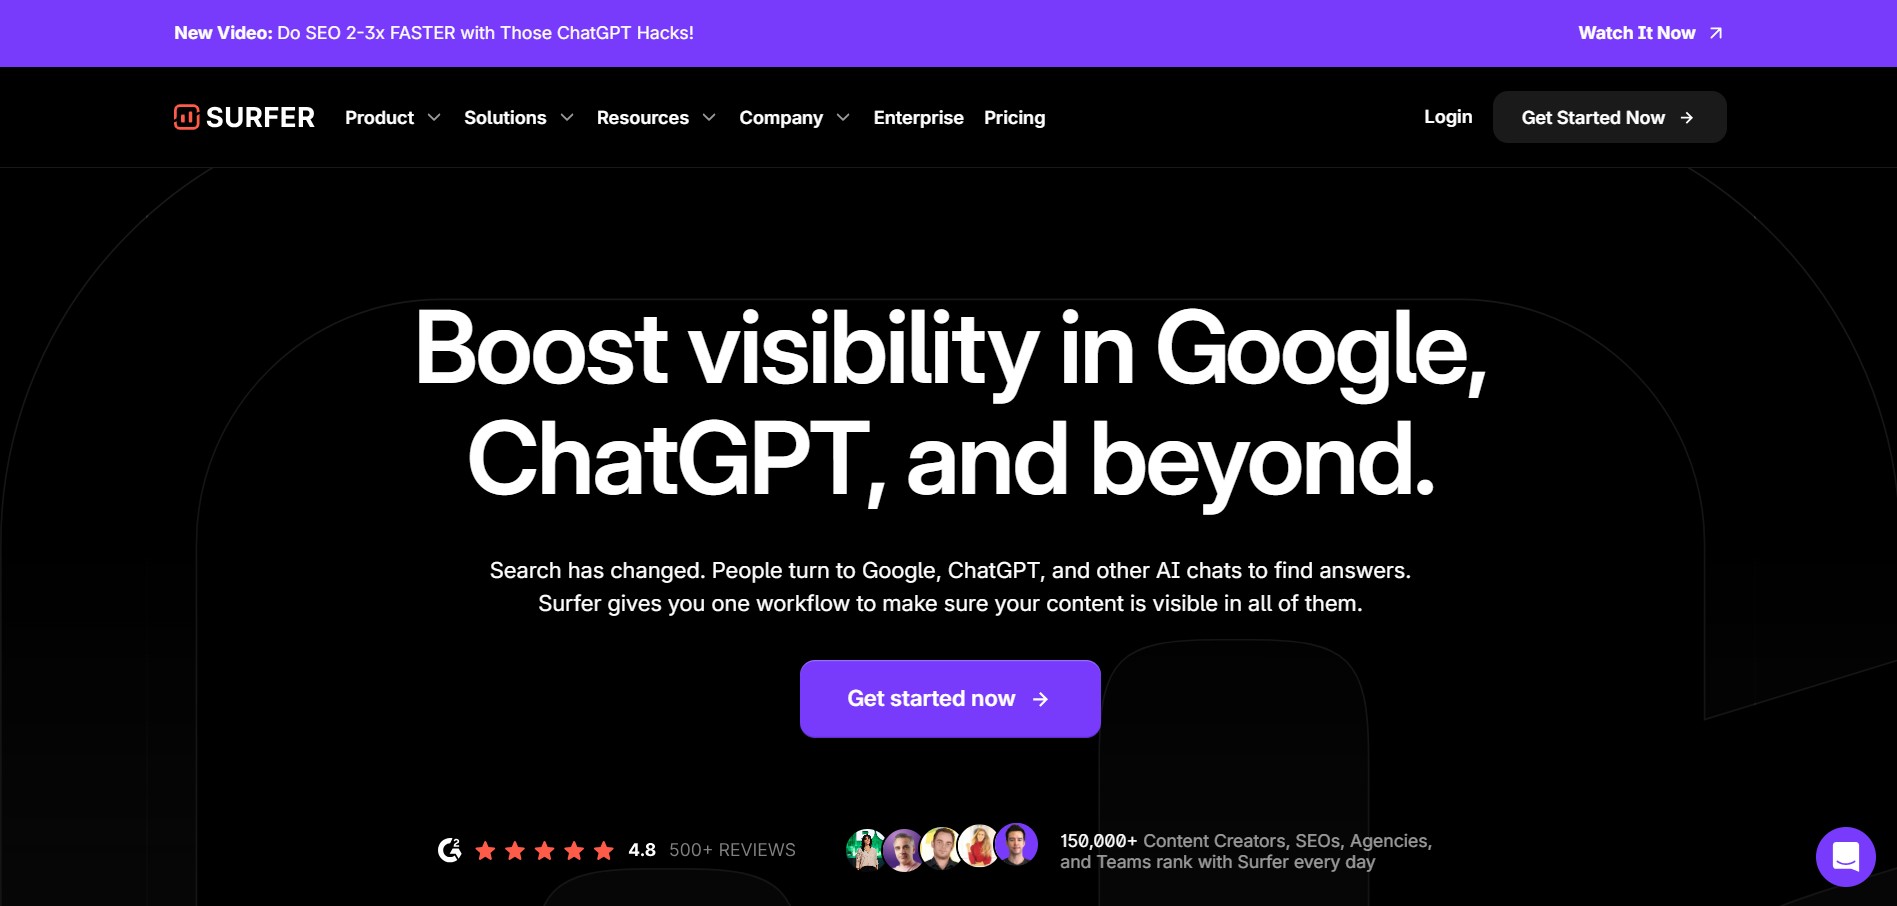 New Video: Do SEO 2-3x FASTER with Those ChatGPT Hacks!
Watch It Now
SURFER
Product
Solutions
Resources
Company
Enterprise
Pricing
Login
Get Started Now
Boost visibility in Google,
ChatGPT, and beyond.
Search has changed. People turn to Google, ChatGPT, and other AI chats to find answers.
Surfer gives you one workflow to make sure your content is visible in all of them.
Get started now
G2
4.8 500+ REVIEWS
150,000+ Content Creators, SEOs, Agencies,
and Teams rank with Surfer every day